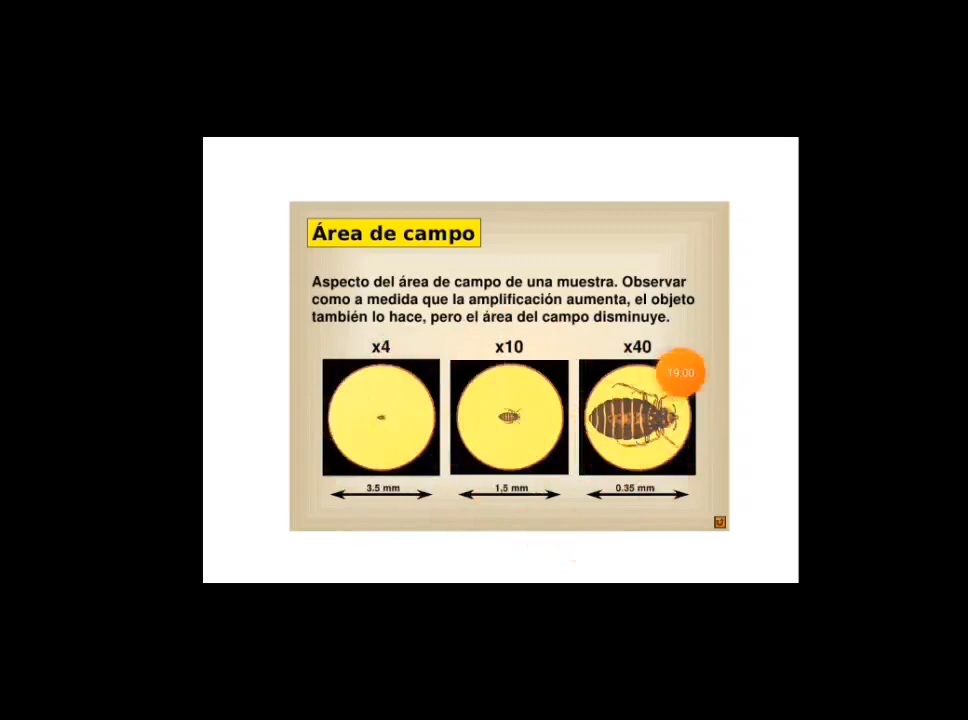 Área de campo
Aspecto del área de campo de una muestra. Observar
como a medida que la amplificación aumenta, el objeto
también lo hace, pero el área del campo disminuye.
x4 x10 x40
19:00
3.5 mm 1,5 mm 0.35 mm